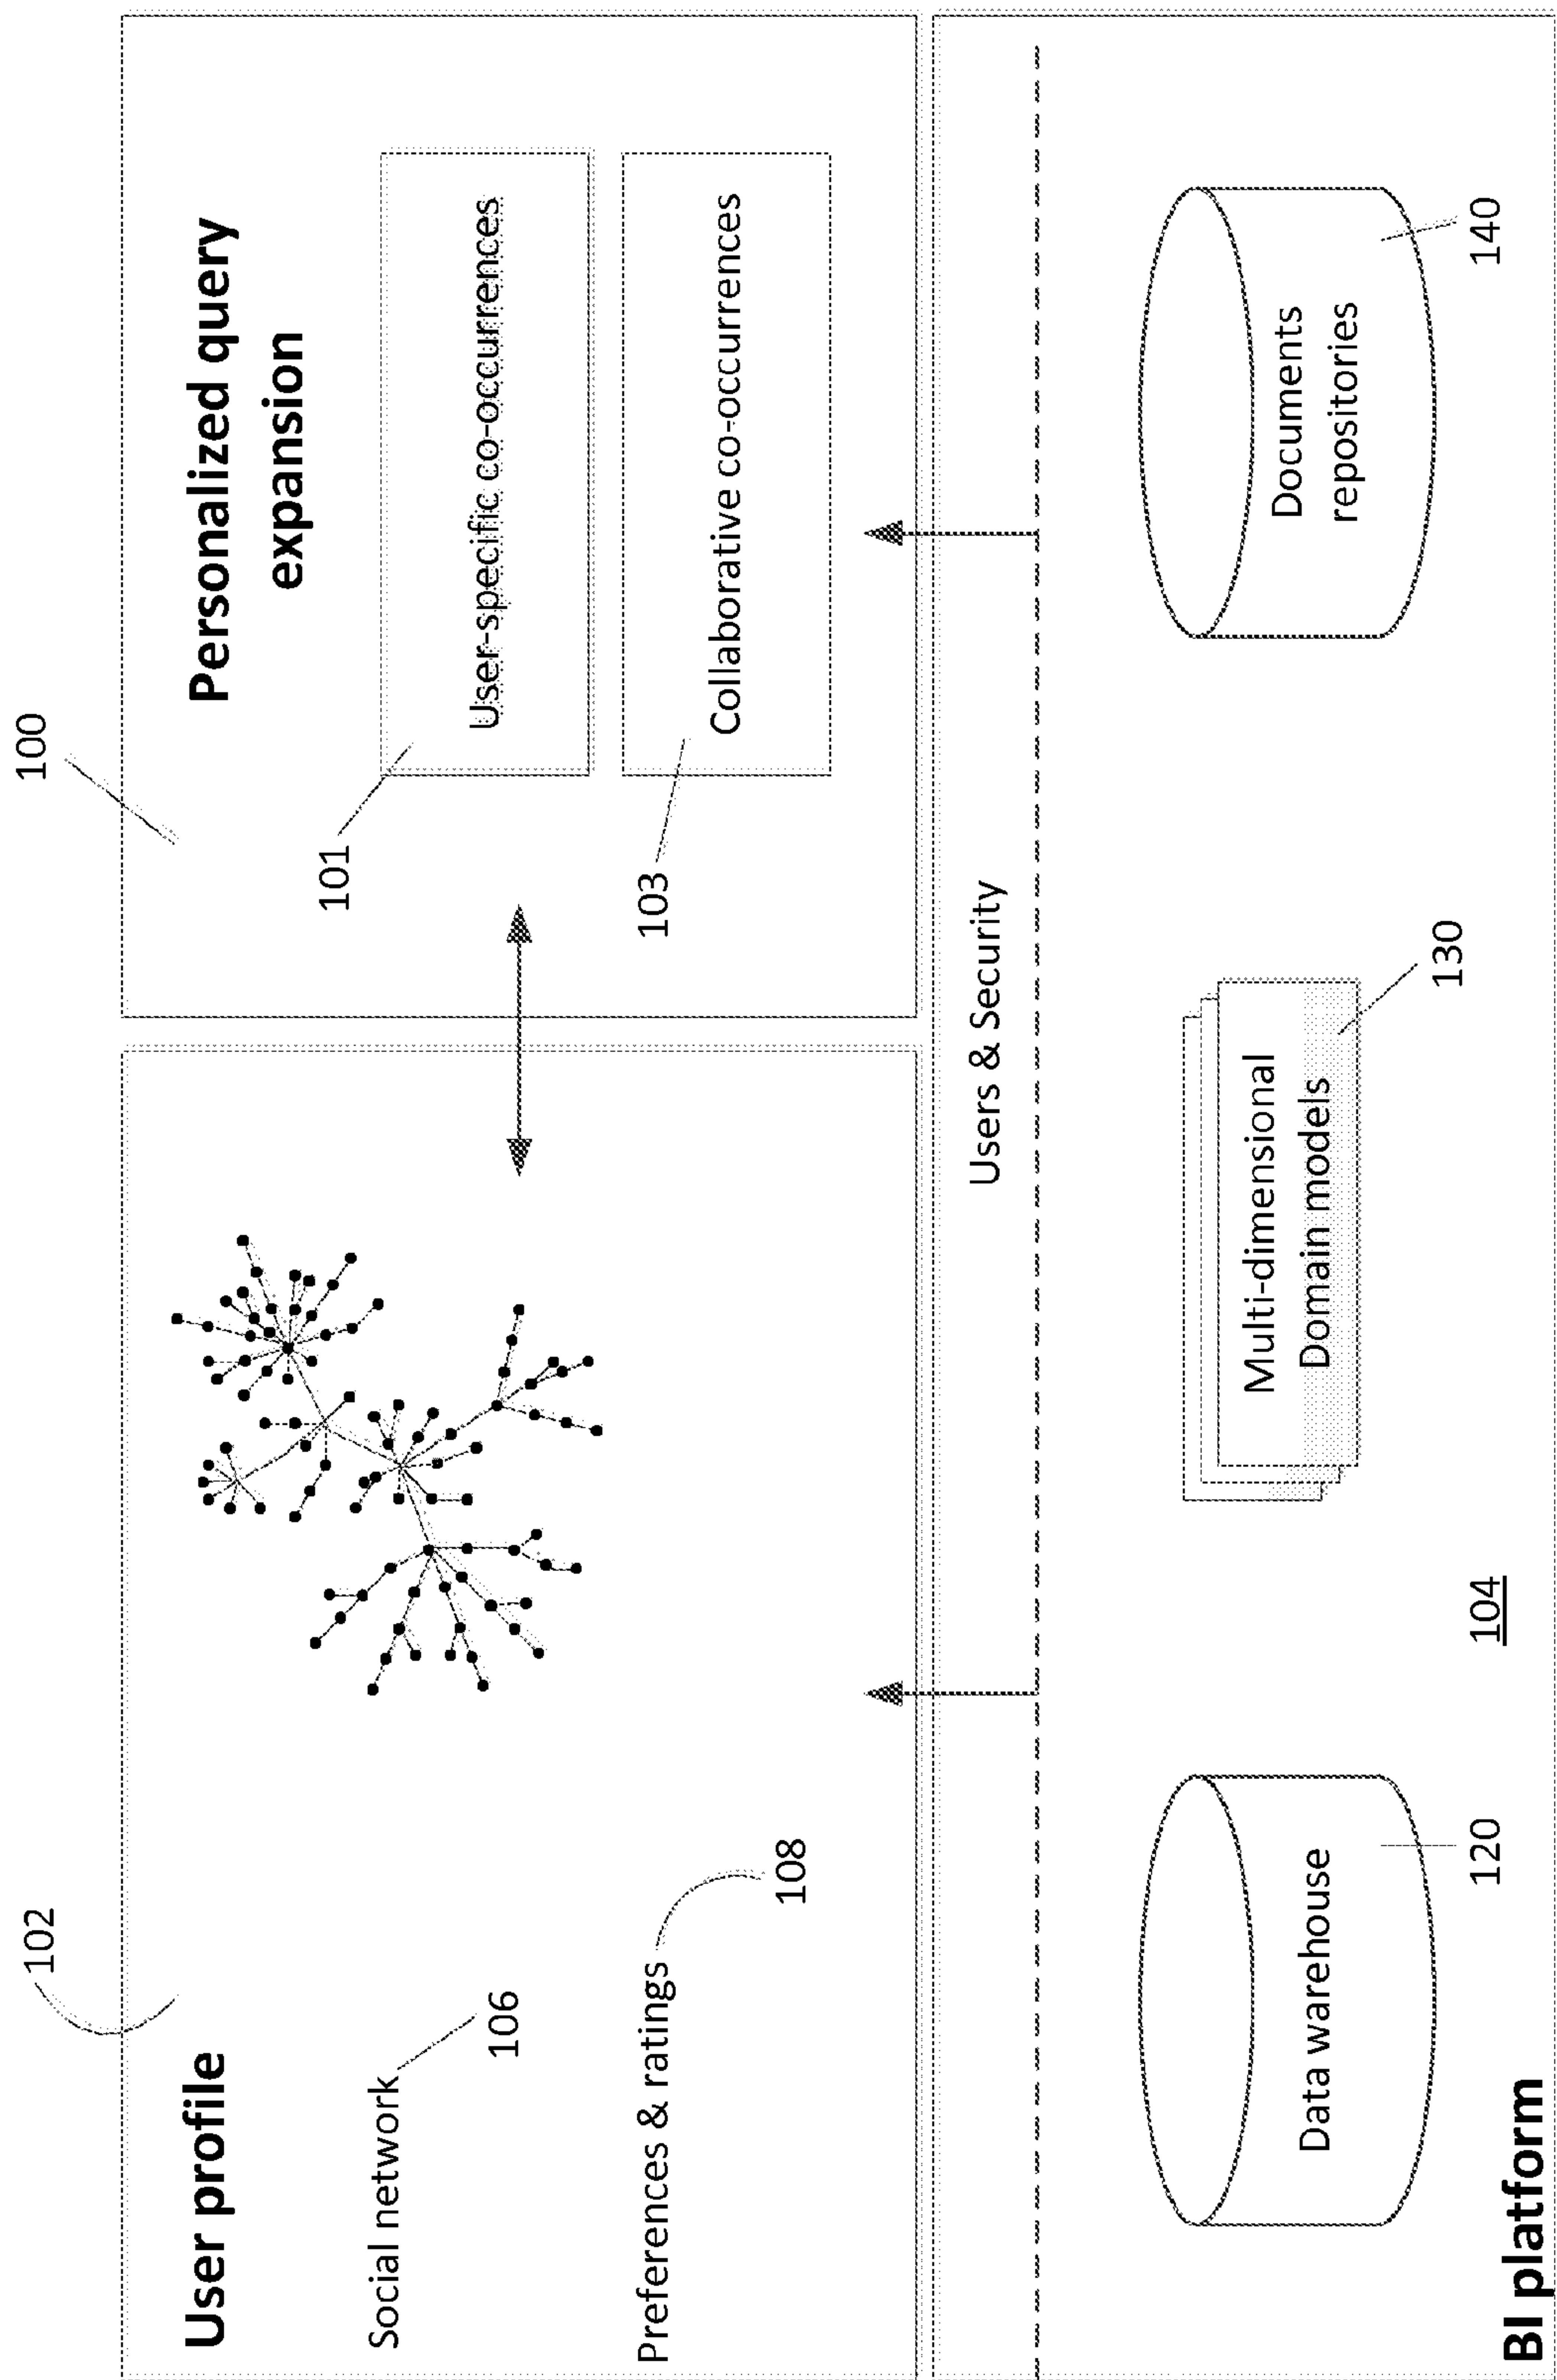 102
100
User profile
Personalized query
expansion
Social network
106
101
User-specific co-occurrences
Preferences & ratings
108
103
Collaborative co-occurrences
Users & Security
Data warehouse
120
Multi-dimensional
Domain models
130
Documents
repositories
140
104
BI platform